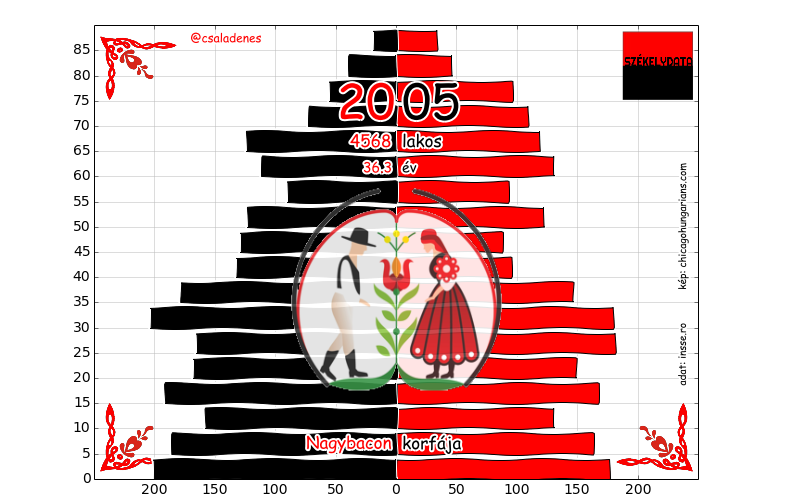 @csaladenes
SZÉKELYDATA
2005
4568 lakos
36.3 év
kép: chicagohungarians.com
adat: insse.ro
Nagybacon korfája
85
80
75
70
65
60
55
50
45
40
35
30
25
20
15
10
5
0
200 150 100 50 0 50 100 150 200